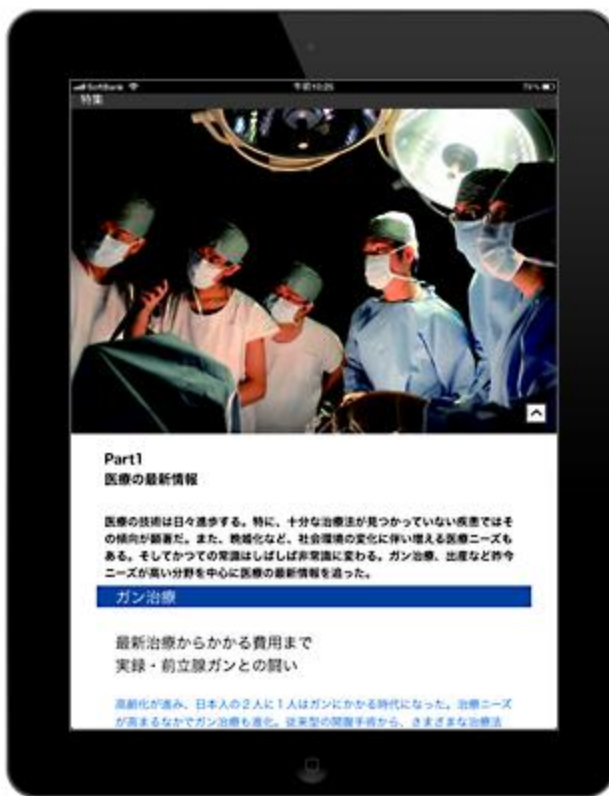 SoftBank 午前10:25 79%
特集
Part1
医療の最新情報
医療の技術は日々進歩する。特に、十分な治療法が見つかっていない疾患ではそ
の傾向が顕著だ。また、晩婚化など、社会環境の変化に伴い増える医療ニーズも
ある。そしてかつての常識はしばしば非常識に変わる。ガン治療、出産など昨今
ニーズが高い分野を中心に医療の最新情報を追った。
ガン治療
最新治療からかかる費用まで
実録・前立腺ガンとの闘い
高齢化が進み、日本人の2人に1人はガンにかかる時代になった。治療ニーズ
が高まるなかでガン治療も進化。従来型の開腹手術から、さまざまな治療法